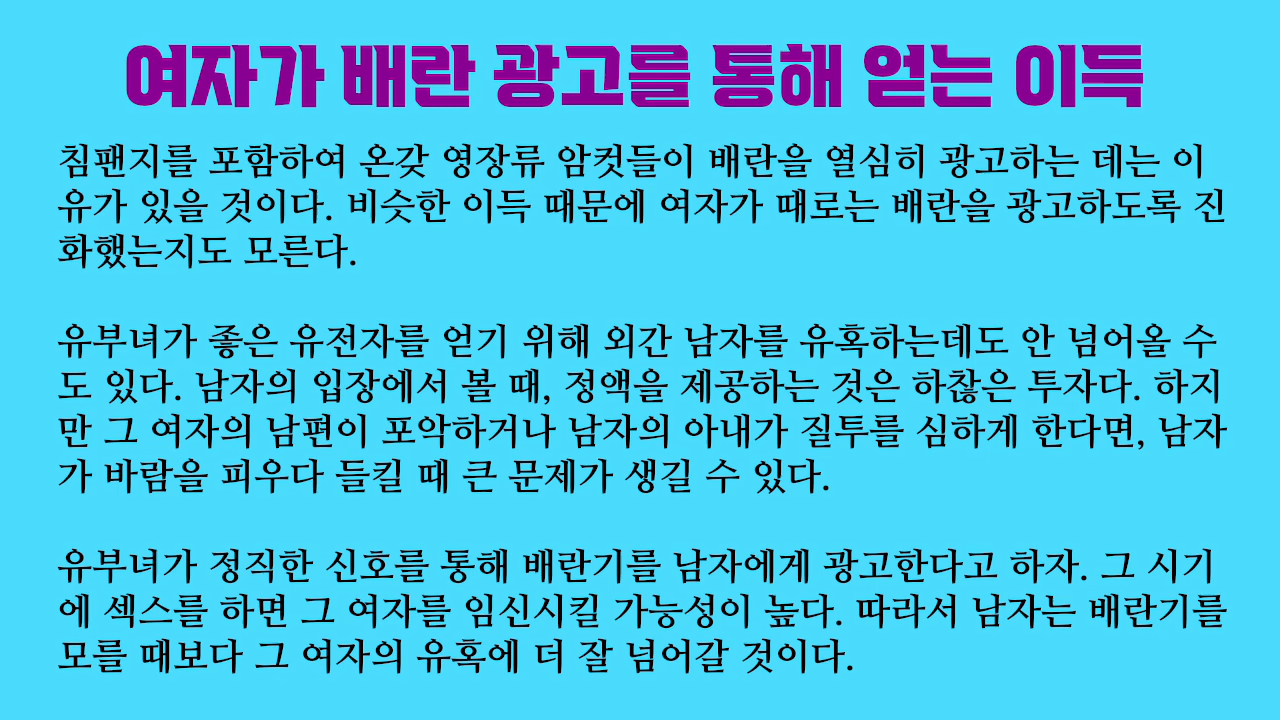 여자가 배란 광고를 통해 얻는 이득
침팬지를 포함하여 온갖 영장류 암컷들이 배란을 열심히 광고하는 데는 이
유가 있을 것이다. 비슷한 이득 때문에 여자가 때로는 배란을 광고하도록 진
화했는지도 모른다.
유부녀가 좋은 유전자를 얻기 위해 외간 남자를 유혹하는데도 안 넘어올 수
도 있다. 남자의 입장에서 볼 때, 정액을 제공하는 것은 하찮은 투자다. 하지
만 그 여자의 남편이 포악하거나 남자의 아내가 질투를 심하게 한다면, 남자
가 바람을 피우다 들킬 때 큰 문제가 생길 수 있다.
유부녀가 정직한 신호를 통해 배란기를 남자에게 광고한다고 하자. 그 시기
에 섹스를 하면 그 여자를 임신시킬 가능성이 높다. 따라서 남자는 배란기를
모를 때보다 그 여자의 유혹에 더 잘 넘어갈 것이다.